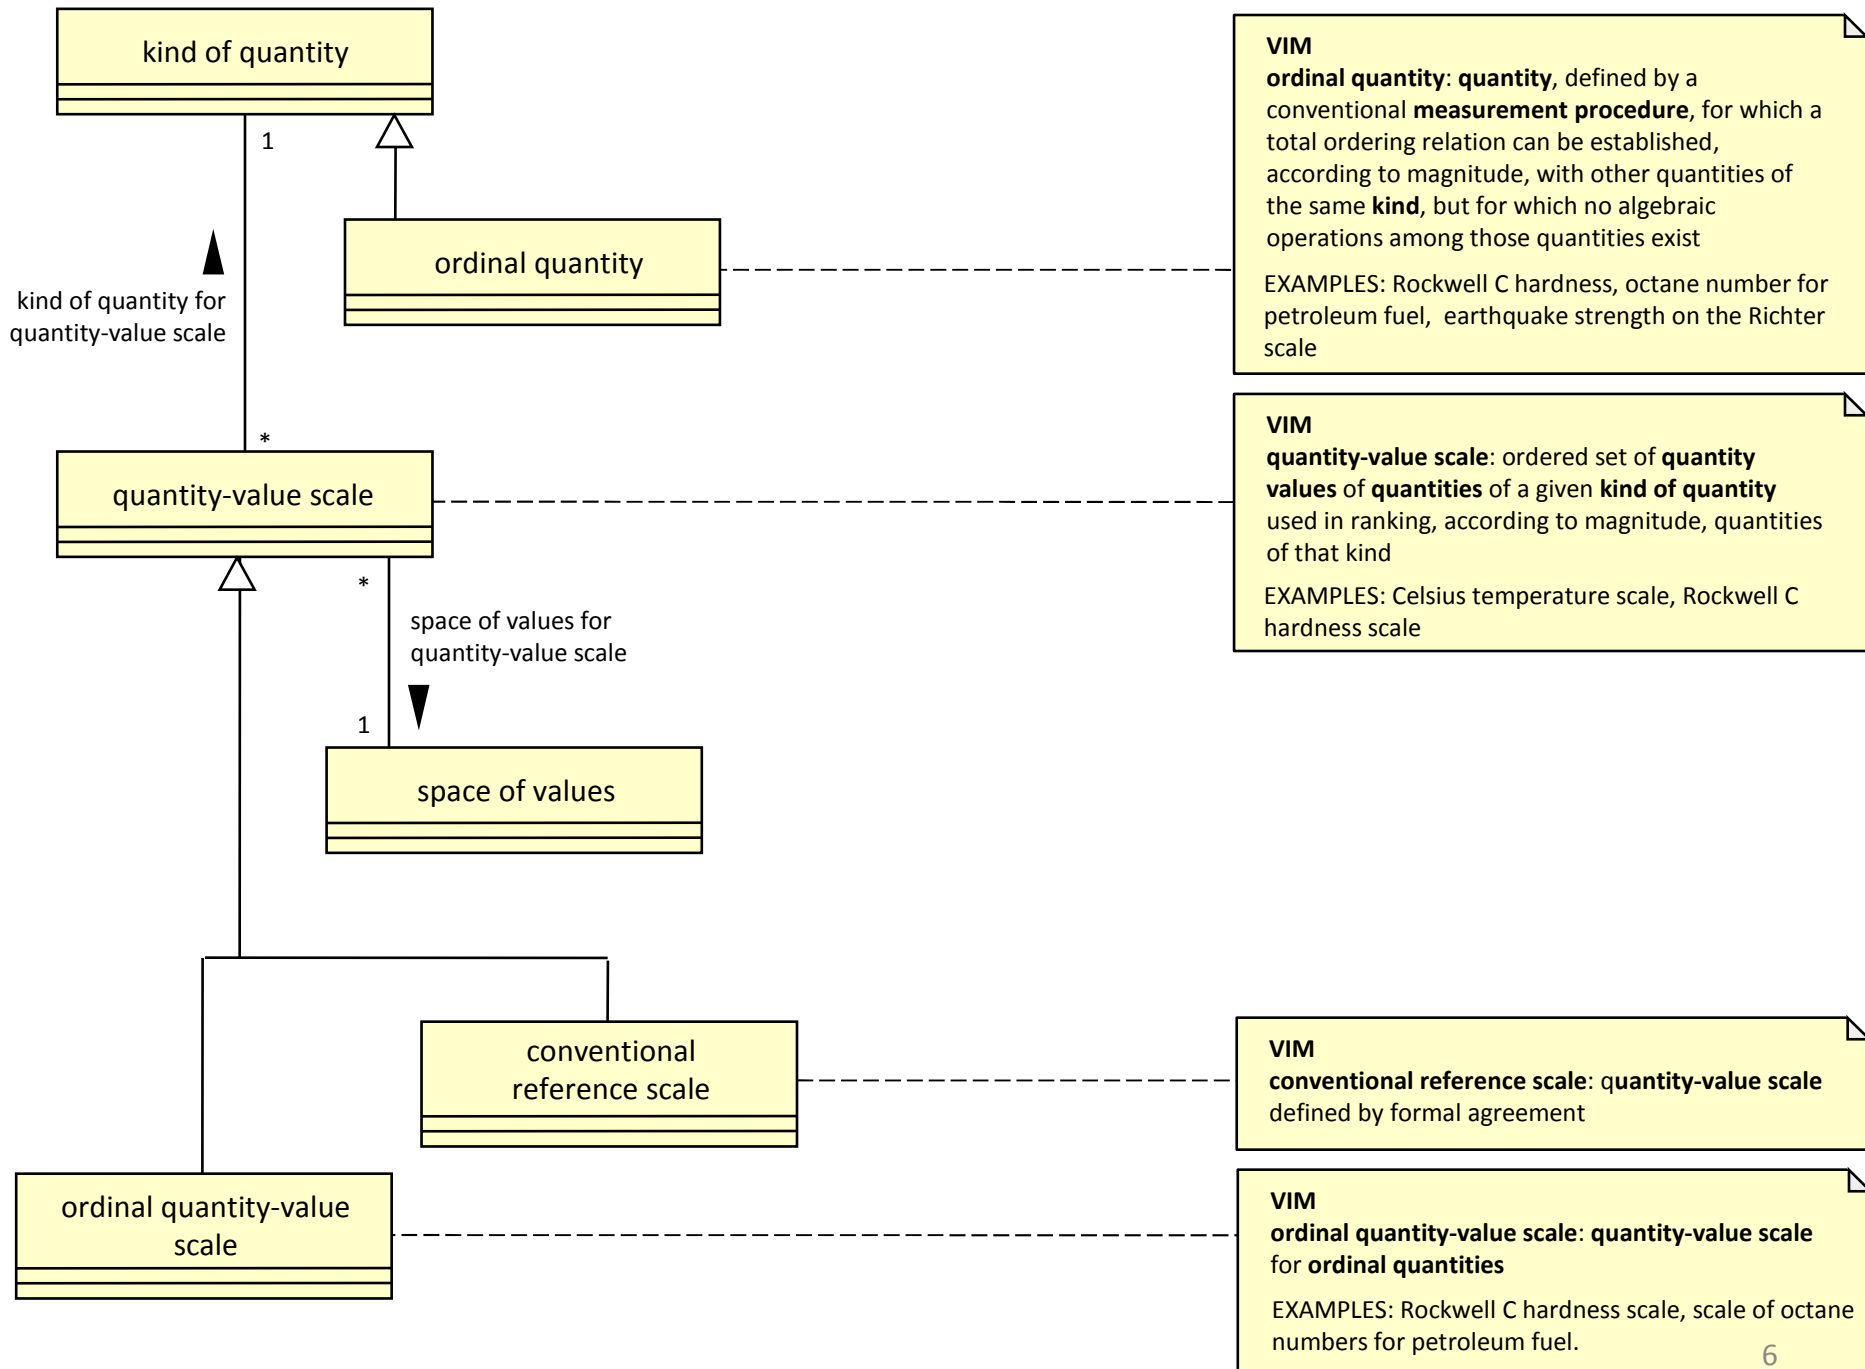 kind of quantity
1
ordinal quantity
kind of quantity for
quantity-value scale
*
quantity-value scale
*
space of values for
quantity-value scale
1
space of values
conventional
reference scale
ordinal quantity-value
scale
VIM
ordinal quantity: quantity, defined by a
conventional measurement procedure, for which a
total ordering relation can be established,
according to magnitude, with other quantities of
the same kind, but for which no algebraic
operations among those quantities exist
EXAMPLES: Rockwell C hardness, octane number for
petroleum fuel, earthquake strength on the Richter
scale
VIM
quantity-value scale: ordered set of quantity
values of quantities of a given kind of quantity
used in ranking, according to magnitude, quantities
of that kind
EXAMPLES: Celsius temperature scale, Rockwell C
hardness scale
VIM
conventional reference scale: quantity-value scale
defined by formal agreement
VIM
ordinal quantity-value scale: quantity-value scale
for ordinal quantities
EXAMPLES: Rockwell C hardness scale, scale of octane
numbers for petroleum fuel.
6